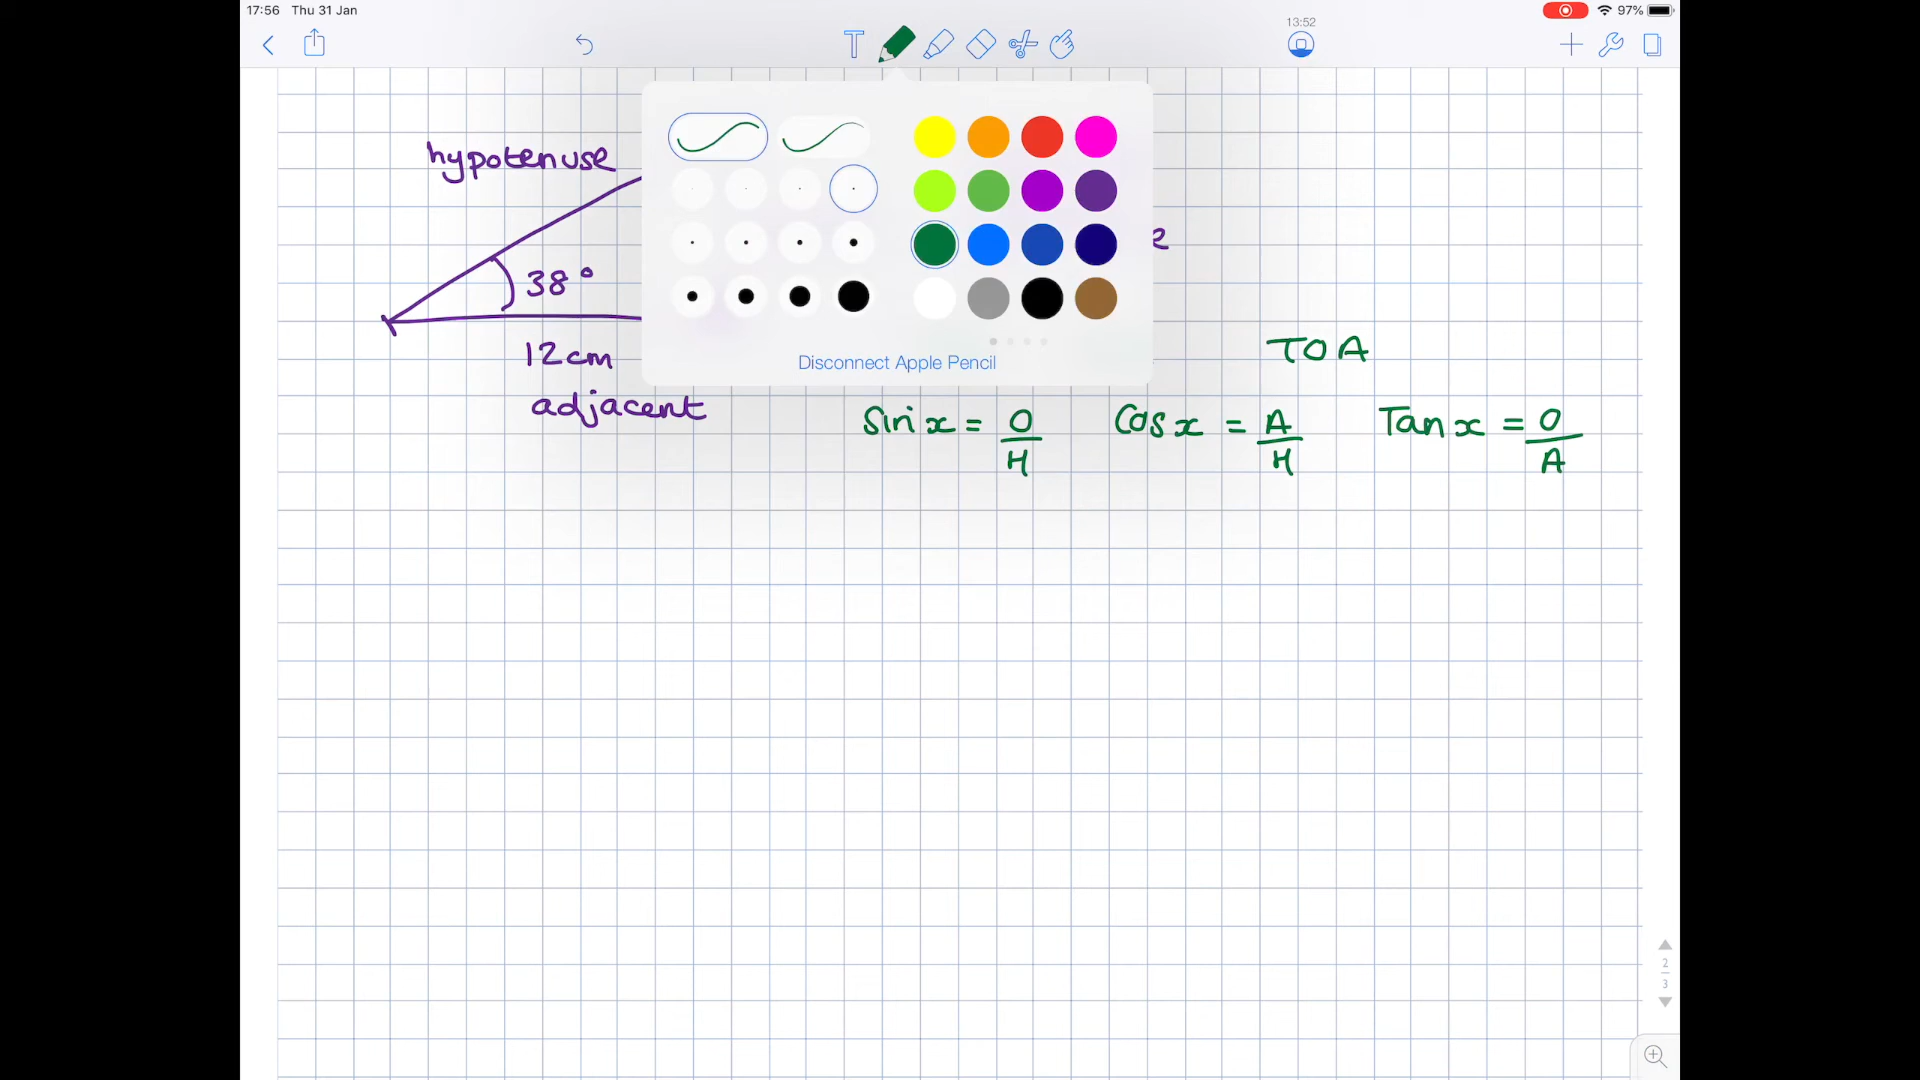 17:56 Thu 31 Jan
97%
13:52
T
hypotenuse
38°
e
12cm
TOA
Disconnect Apple Pencil
adjacent
Sin x = O/H Cos x = A/H Tan x = O/A
2
3